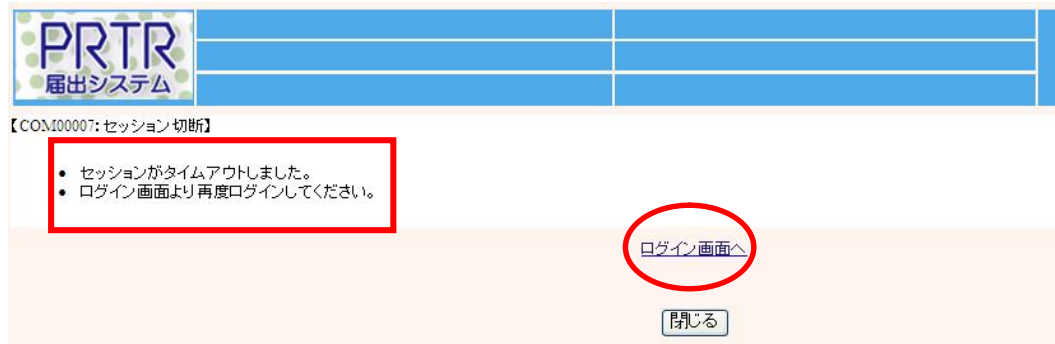 PRTR
届出システム
【COM00007:セッション切断】
● セッションがタイムアウトしました。
● ログイン画面より再度ログインしてください。
ログイン画面へ
閉じる